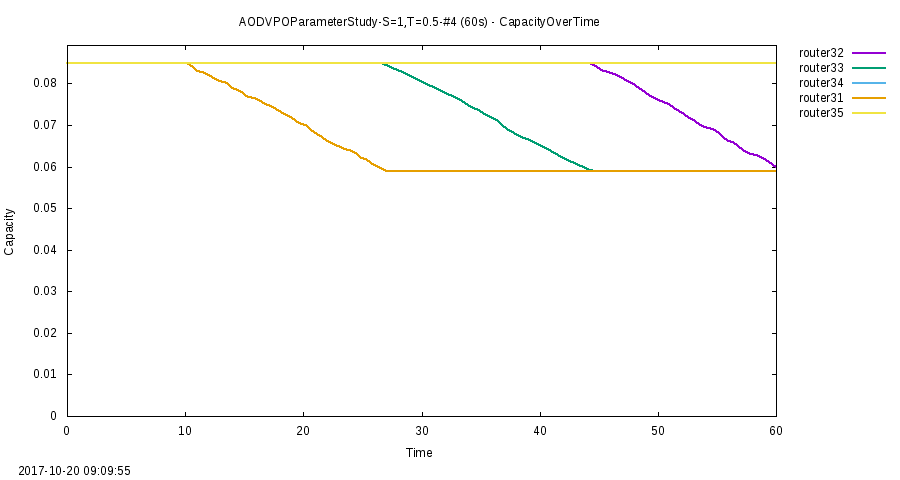 AODVPOParameterStudy-S=1,T=0.5-#4 (60s) - CapacityOverTime
router32
router33
router34
router31
router35
0.08
0.07
0.06
0.05
0.04
0.03
0.02
0.01
0
Capacity
0 10 20 30 40 50 60
Time
2017-10-20 09:09:55